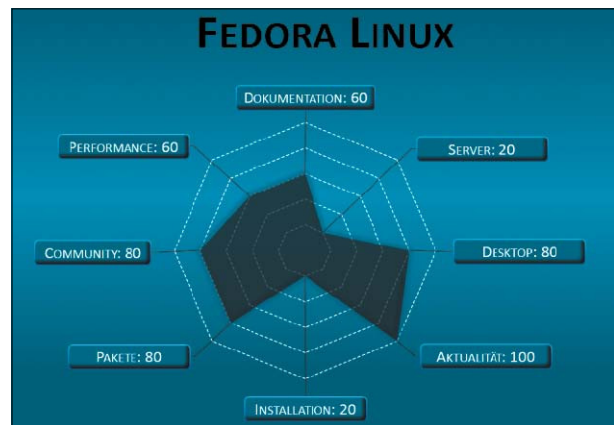 FEDORA LINUX
DOKUMENTATION: 60
PERFORMANCE: 60
SERVER: 20
COMMUNITY: 80
DESKTOP: 80
PAKETE: 80
AKTUALITÄT: 100
INSTALLATION: 20